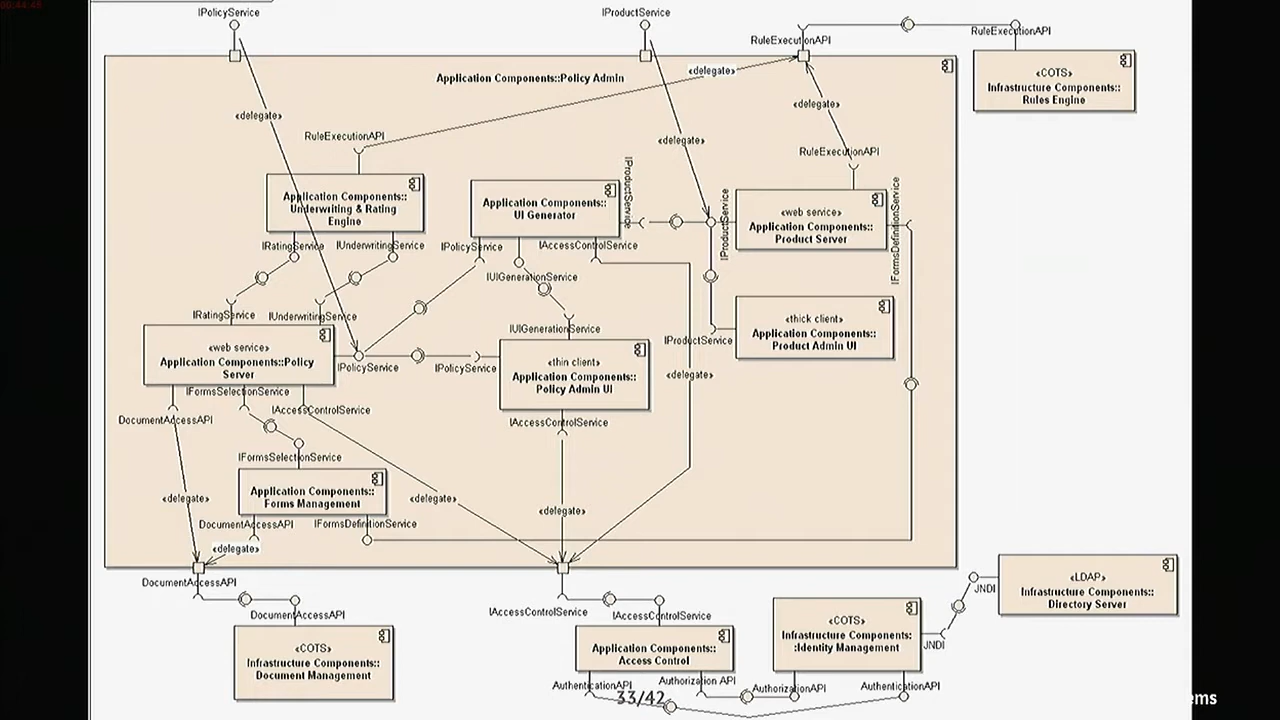 06:44:45
IPolicyService
IProductService
RuleExecutionAPI
RuleExecutionAPI
«COTS»
Infrastructure Components::
Rules Engine
Application Components::Policy Admin
«delegate»
«delegate»
«delegate»
«delegate»
RuleExecutionAPI
RuleExecutionAPI
Application Components::
Underwriting & Rating
Engine
Application Components::
UI Generator
IProductService
IProductService
«web service»
Application Components::
Product Server
IFormsDefinitionService
IRatingService
IUnderwritingService
IPolicyService
IAccessControlService
IUIGenerationService
IRatingService
IUnderwritingService
IUIGenerationService
IProductService
«thick client»
Application Components::
Product Admin UI
«web service»
Application Components::Policy
Server
IPolicyService
IPolicyService
«thin client»
Application Components::
Policy Admin UI
«delegate»
IFormsSelectionService
IAccessControlService
DocumentAccessAPI
IAccessControlService
IFormsSelectionService
Application Components::
Forms Management
«delegate»
«delegate»
«delegate»
DocumentAccessAPI
IFormsDefinitionService
«delegate»
DocumentAccessAPI
DocumentAccessAPI
IAccessControlService
IAccessControlService
«COTS»
Infrastructure Components::
Document Management
Application Components::
Access Control
«COTS»
Infrastructure Components:
:Identity Management
JNDI
JNDI
«LDAP»
Infrastructure Components::
Directory Server
AuthenticationAPI
Authorization API
AuthorizationAPI
AuthenticationAPI
33/42
ems